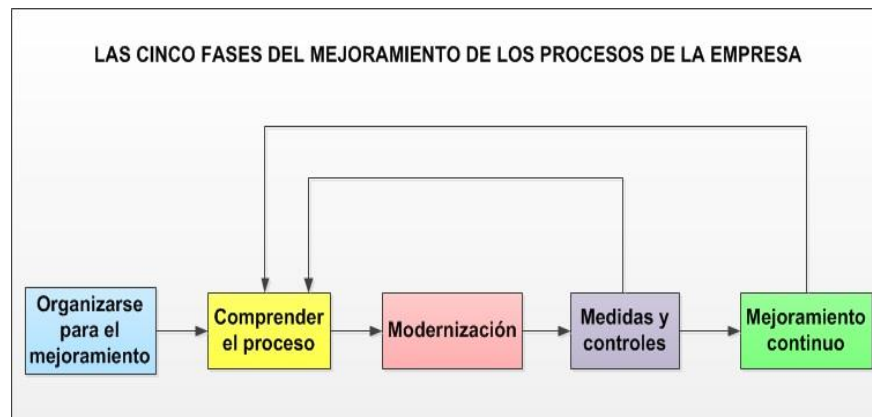 LAS CINCO FASES DEL MEJORAMIENTO DE LOS PROCESOS DE LA EMPRESA
Organizarse
para el
mejoramiento
Comprender
el proceso
Modernización
Medidas y
controles
Mejoramiento
continuo